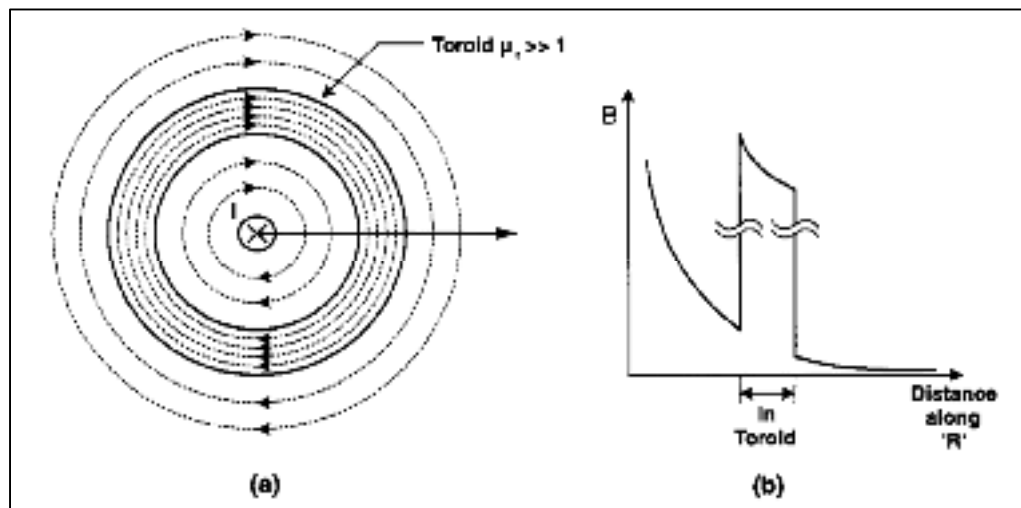 Toroid μr >> 1
I
(a)
B
In
Toroid
Distance
along
'R'
(b)